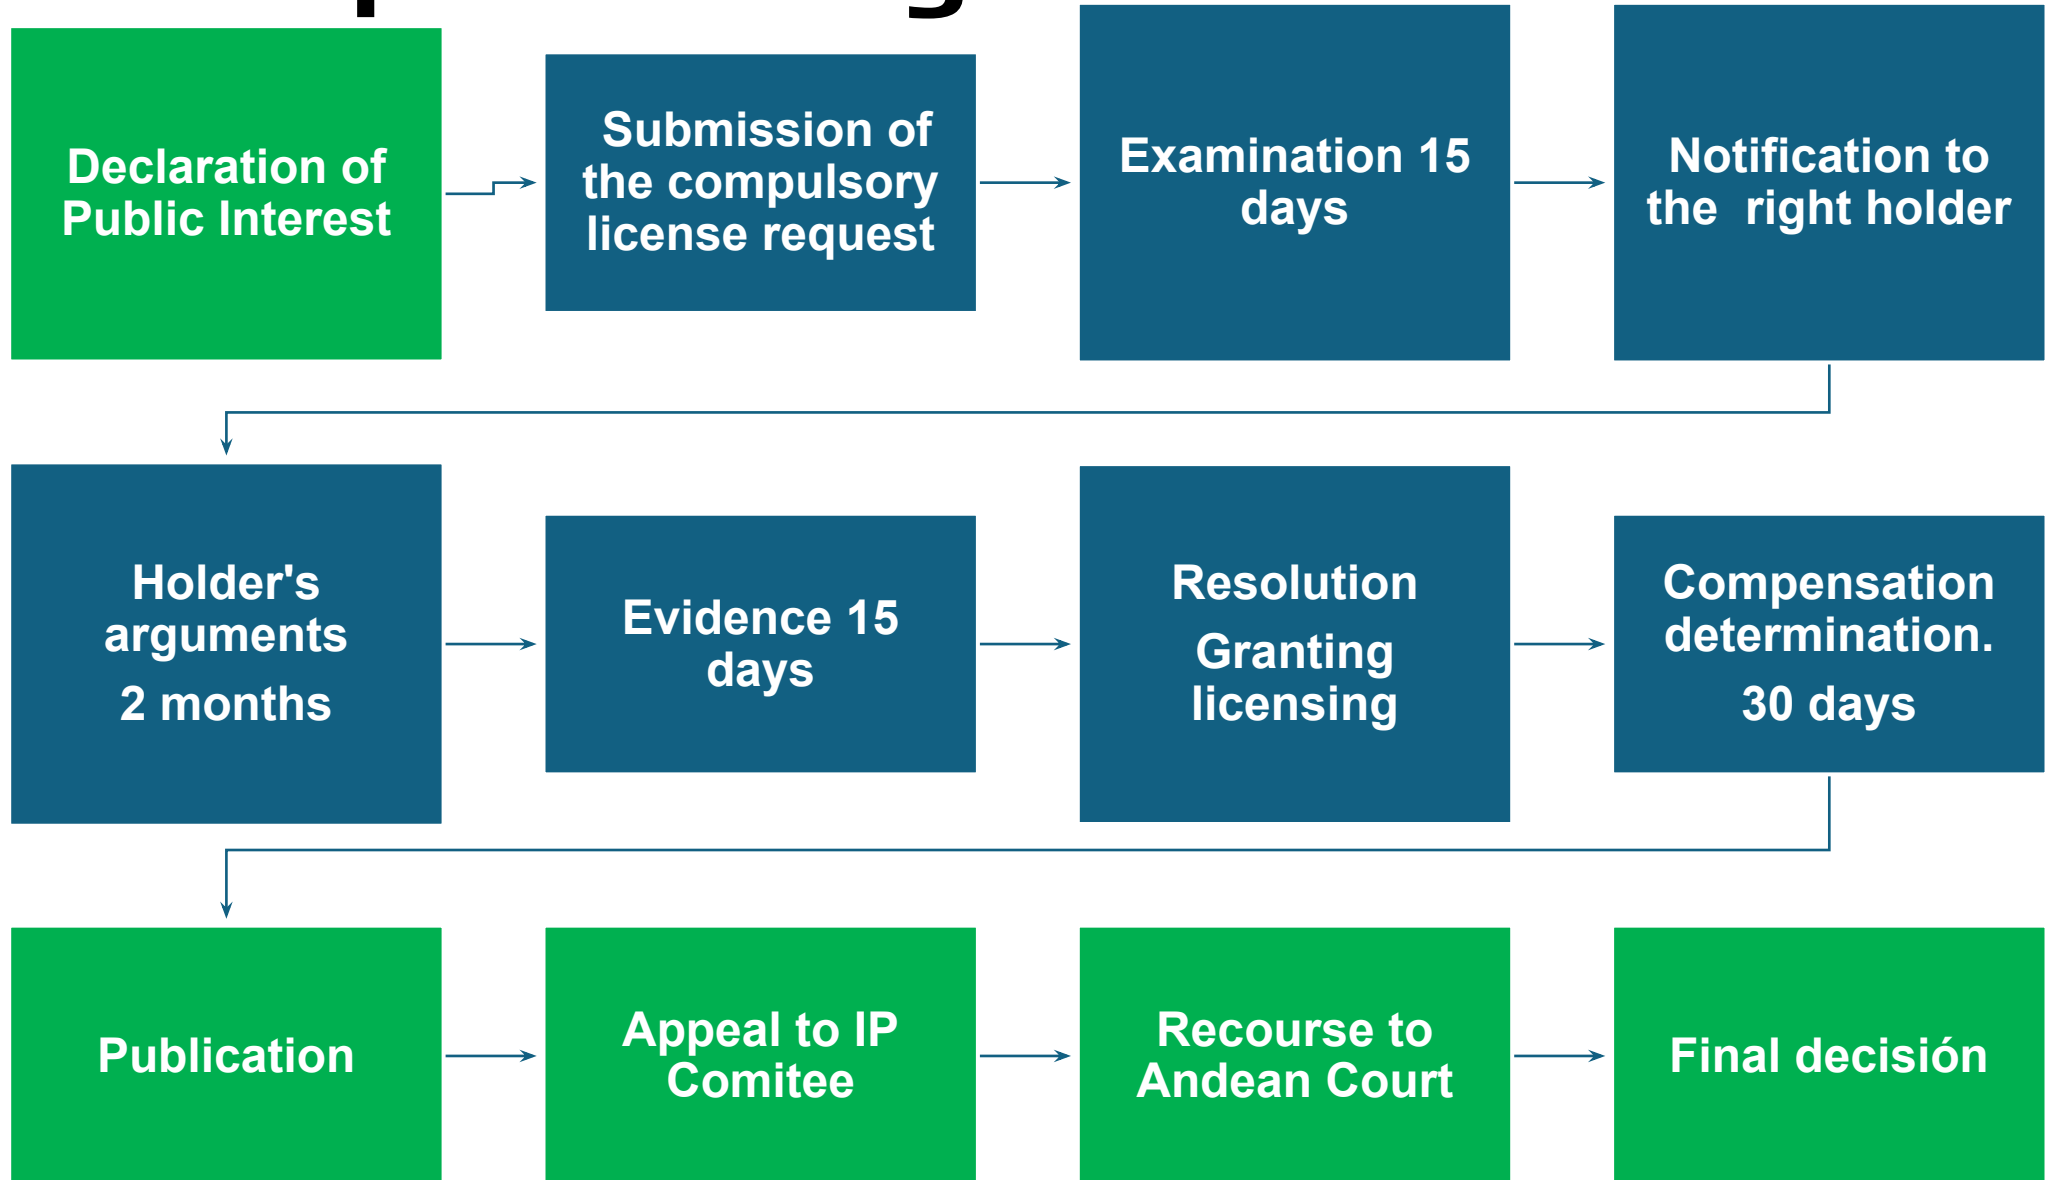 Declaration of
Public Interest
Submission of
the compulsory
license request
Examination 15
days
Notification to
the right holder
Holder's
arguments
2 months
Evidence 15
days
Resolution
Granting
licensing
Compensation
determination.
30 days
Publication
Appeal to IP
Comitee
Recourse to
Andean Court
Final decisión